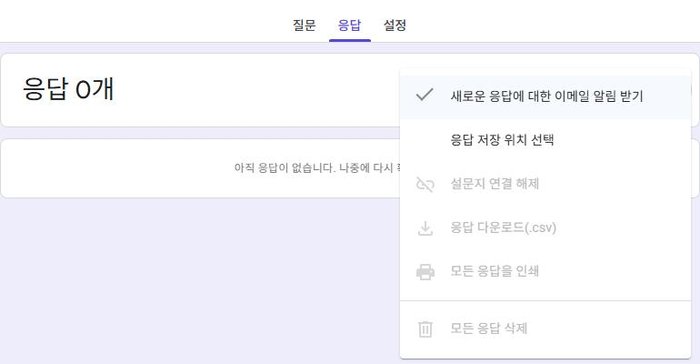 질문 응답 설정
응답 0개
새로운 응답에 대한 이메일 알림 받기
응답 저장 위치 선택
아직 응답이 없습니다. 나중에 다시
설문지 연결 해제
응답 다운로드(.csv)
모든 응답을 인쇄
모든 응답 삭제